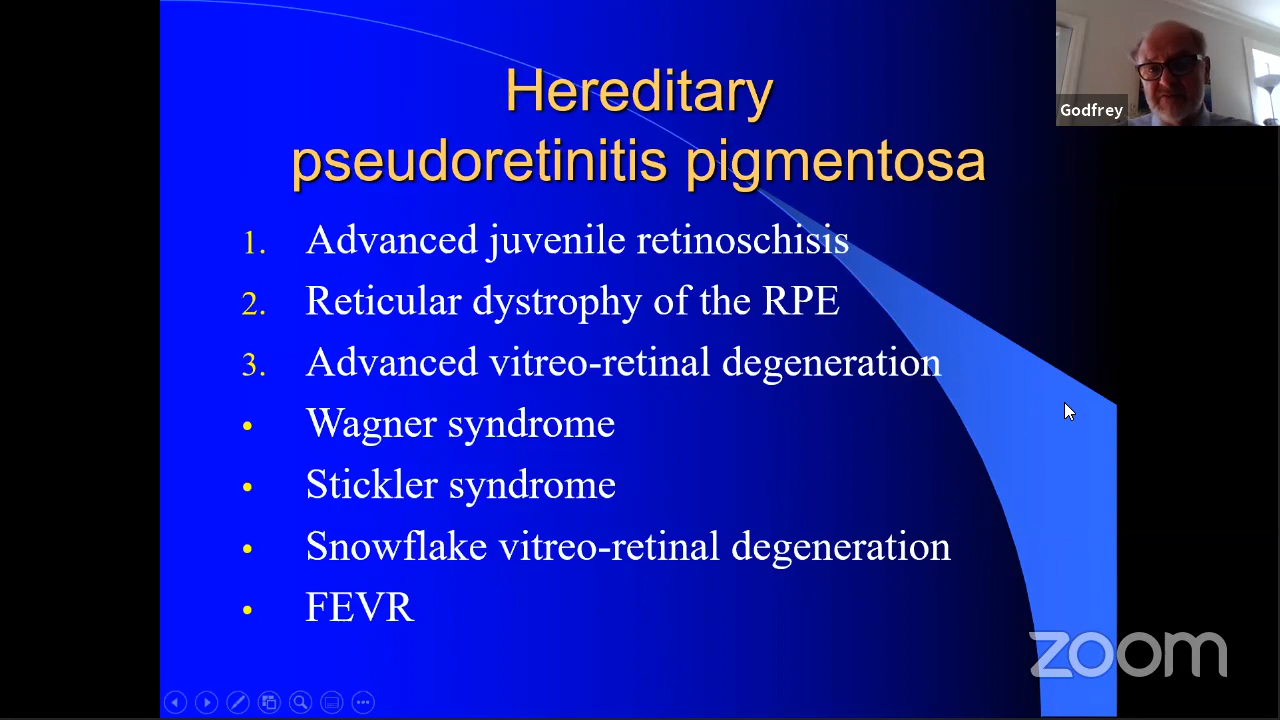 Hereditary
pseudoretinitis pigmentosa
Godfrey
1. Advanced juvenile retinoschisis
2. Reticular dystrophy of the RPE
3. Advanced vitreo-retinal degeneration
• Wagner syndrome
• Stickler syndrome
• Snowflake vitreo-retinal degeneration
• FEVR
zoom